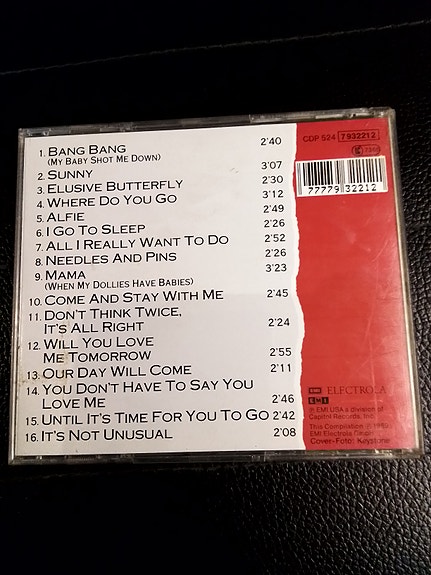 1. BANG BANG 2'40
(MY BABY SHOT ME DOWN)
2. SUNNY 3'07
3. ELUSIVE BUTTERFLY 2'30
4. WHERE DO YOU GO 3'12
5. ALFIE 2'49
6. I GO TO SLEEP 2'26
7. ALL I REALLY WANT TO DO 2'52
8. NEEDLES AND PINS 2'26
9. MAMA 3'23
(WHEN MY DOLLIES HAVE BABIES)
10. COME AND STAY WITH ME 2'45
11. DON'T THINK TWICE,
IT'S ALL RIGHT 2'24
12. WILL YOU LOVE
ME TOMORROW 2'55
13. OUR DAY WILL COME 2'11
14. YOU DON'T HAVE TO SAY YOU
LOVE ME 2'46
15. UNTIL IT'S TIME FOR YOU TO GO 2'42
16. IT'S NOT UNUSUAL 2'08
CDP 524 7932212
77779 32212
EMI ELECTROLA
EMI
℗ EMI USA a division of
Capitol Records, Inc.
This Compilation ℗ 1989
EMI Electrola GmbH
Cover-Foto: Keystone